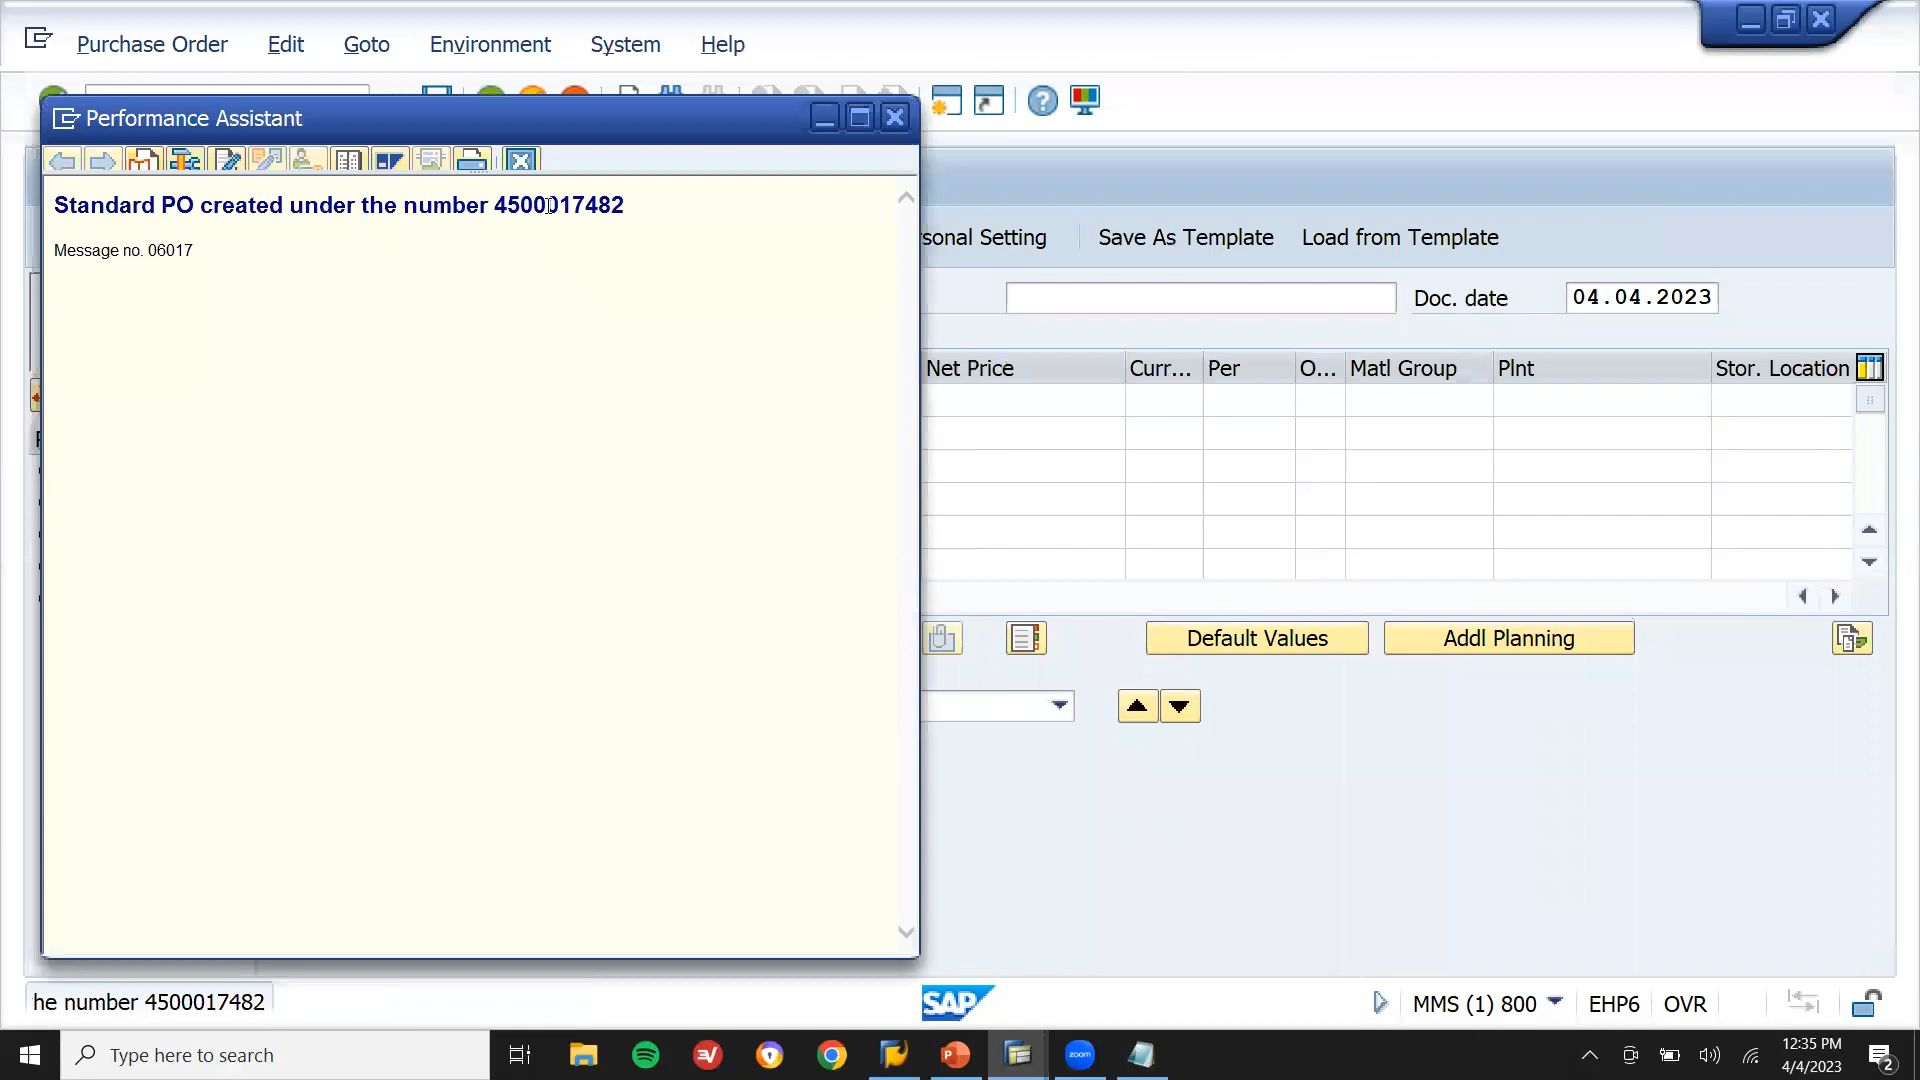 Purchase Order Edit Goto Environment System Help
Performance Assistant
Standard PO created under the number 4500017482
Message no. 06017
sonal Setting Save As Template Load from Template
Doc. date 04.04.2023
Net Price Curr... Per O... Matl Group Plnt Stor. Location
Default Values Addl Planning
he number 4500017482
SAP
MMS (1) 800 EHP6 OVR
Type here to search
zoom
12:35 PM
4/4/2023
2